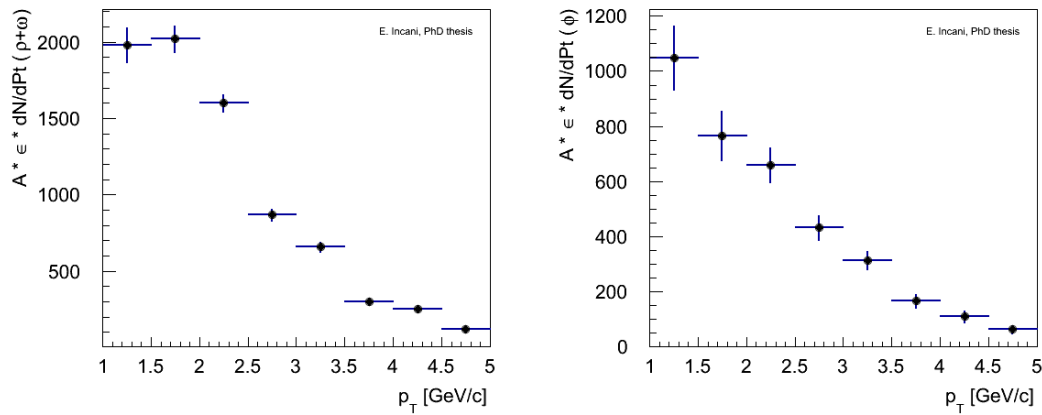 A * ϵ * dN/dPt ( ρ+ω)
2000
1500
1000
500
E. Incani, PhD thesis
1 1.5 2 2.5 3 3.5 4 4.5 5
p_T [GeV/c]
A * ϵ * dN/dPt ( ϕ)
1200
1000
800
600
400
200
0
E. Incani, PhD thesis
1 1.5 2 2.5 3 3.5 4 4.5 5
p_T [GeV/c]